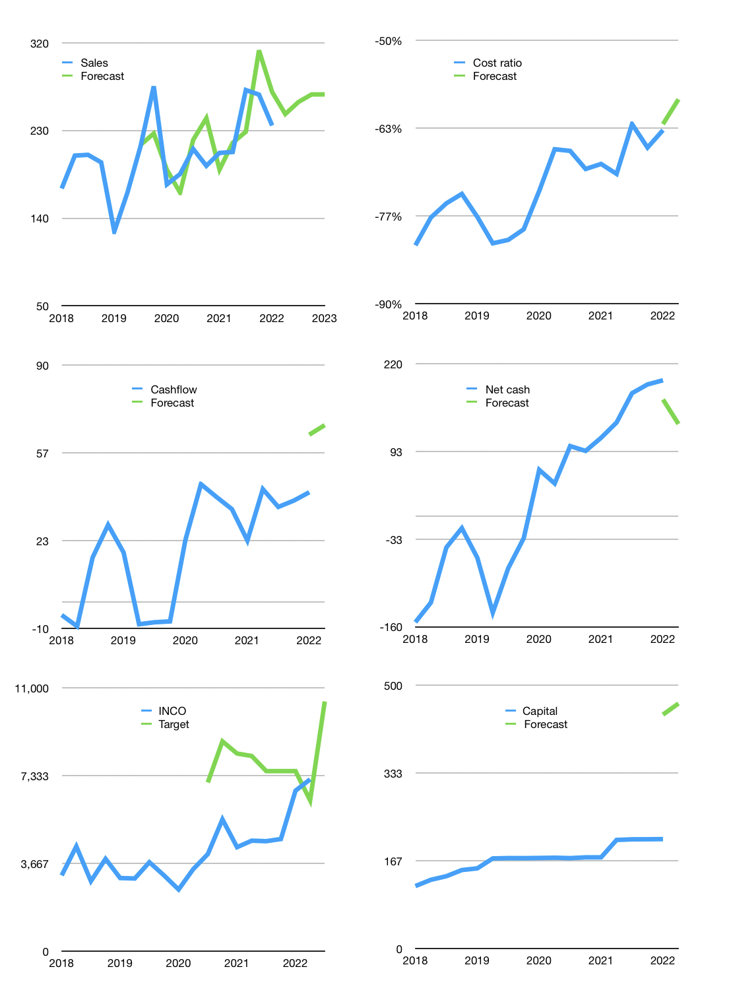 320
Sales
Forecast
230
140
50
2018 2019 2020 2021 2022 2023
-50%
Cost ratio
Forecast
-63%
-77%
-90%
2018 2019 2020 2021 2022
90
Cashflow
Forecast
57
23
-10
2018 2019 2020 2021 2022
220
Net cash
Forecast
93
-33
-160
2018 2019 2020 2021 2022
11,000
INCO
Target
7,333
3,667
0
2018 2019 2020 2021 2022
500
Capital
Forecast
333
167
0
2018 2019 2020 2021 2022